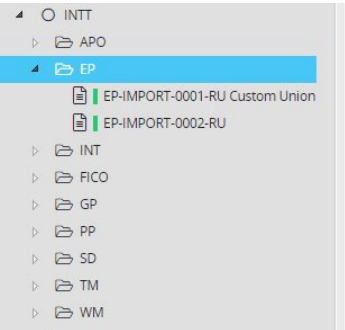 INTT
APO
EP
EP-IMPORT-0001-RU Custom Union
EP-IMPORT-0002-RU
INT
FICO
GP
PP
SD
TM
WM